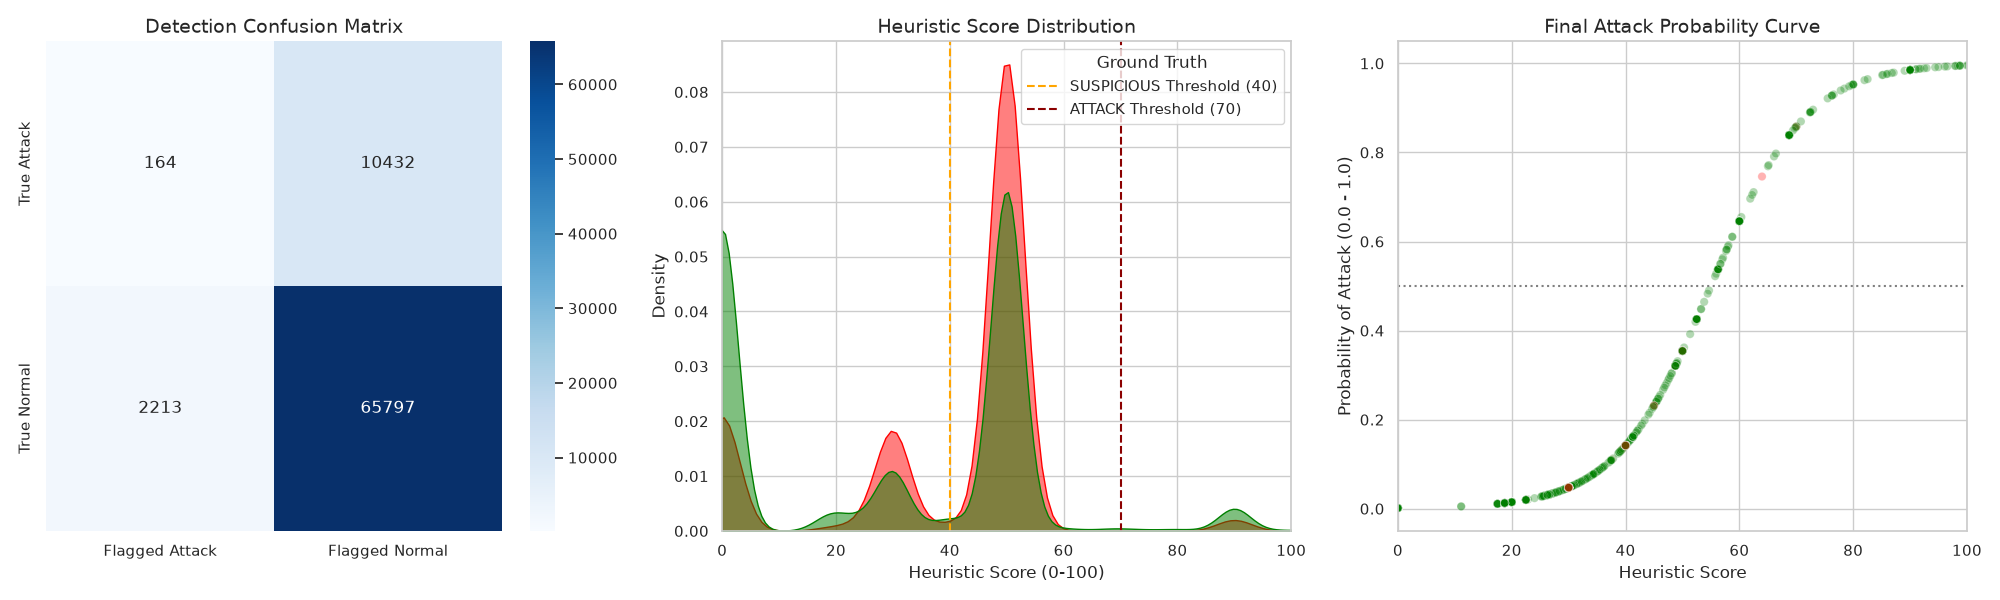 Detection Confusion Matrix
True Attack
True Normal
164
10432
2213
65797
Flagged Attack
Flagged Normal
60000
50000
40000
30000
20000
10000
Heuristic Score Distribution
Density
0.08
0.07
0.06
0.05
0.04
0.03
0.02
0.01
0.00
Ground Truth
SUSPICIOUS Threshold (40)
ATTACK Threshold (70)
0
20
40
60
80
100
Heuristic Score (0-100)
Final Attack Probability Curve
Probability of Attack (0.0 - 1.0)
1.0
0.8
0.6
0.4
0.2
0.0
0
20
40
60
80
100
Heuristic Score